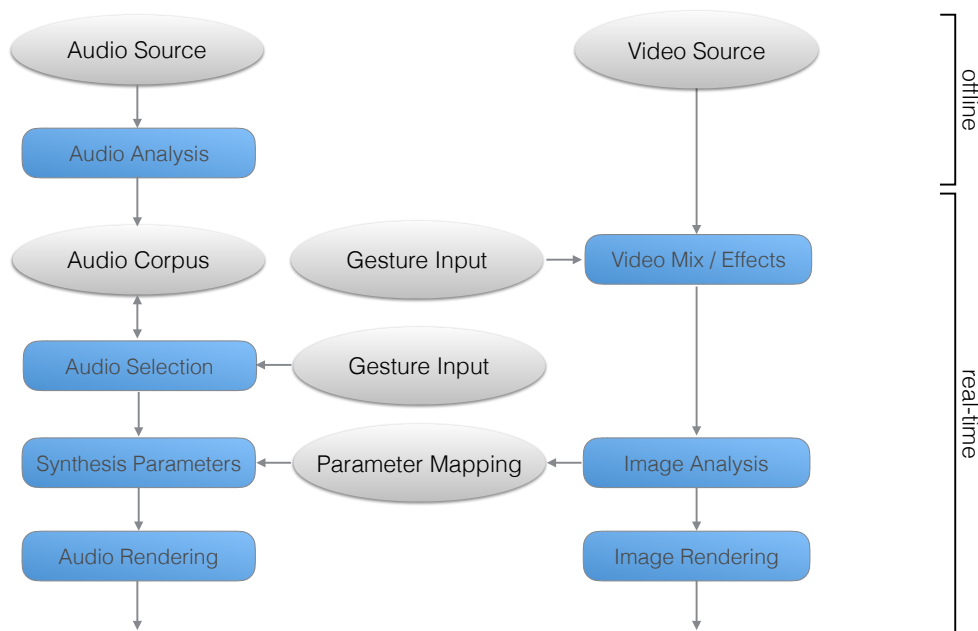 Audio Source
Video Source
offline
Audio Analysis
Audio Corpus
Gesture Input
Video Mix / Effects
Audio Selection
Gesture Input
real-time
Synthesis Parameters
Parameter Mapping
Image Analysis
Audio Rendering
Image Rendering